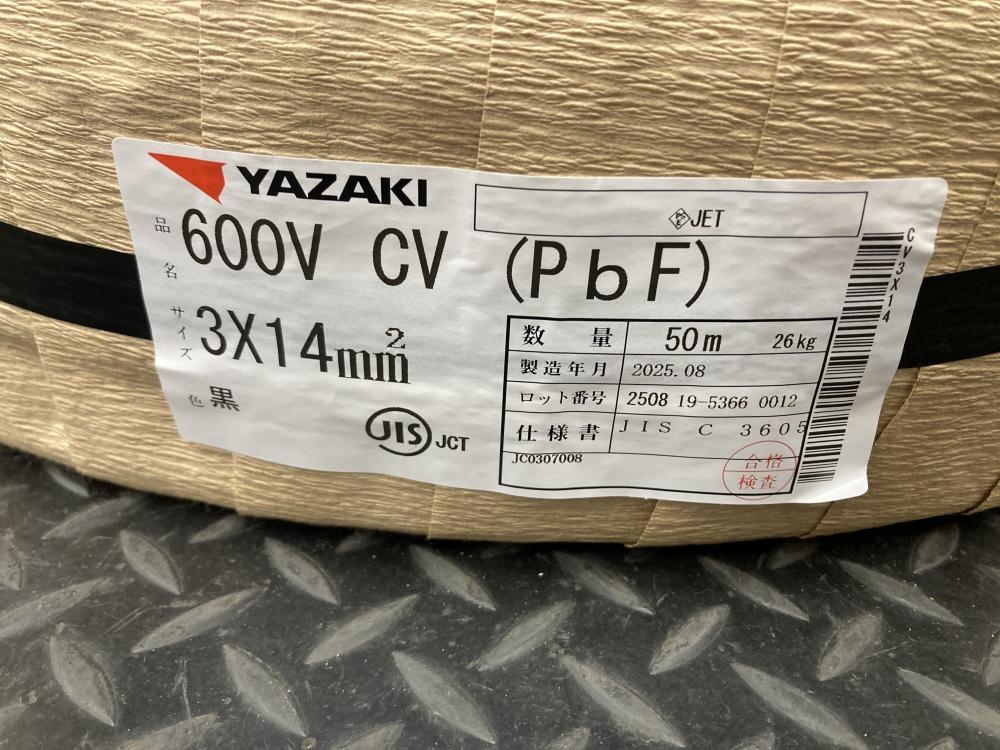 YAZAKI
PSE JET
品名 600V CV (PbF)
サイズ 3X14mm²
色 黒
JIS JCT
数量 50m 26kg
製造年月 2025.08
ロット番号 2508 19-5366 0012
仕様書 JIS C 3605
JC0307008
合格
検査
CV3X14